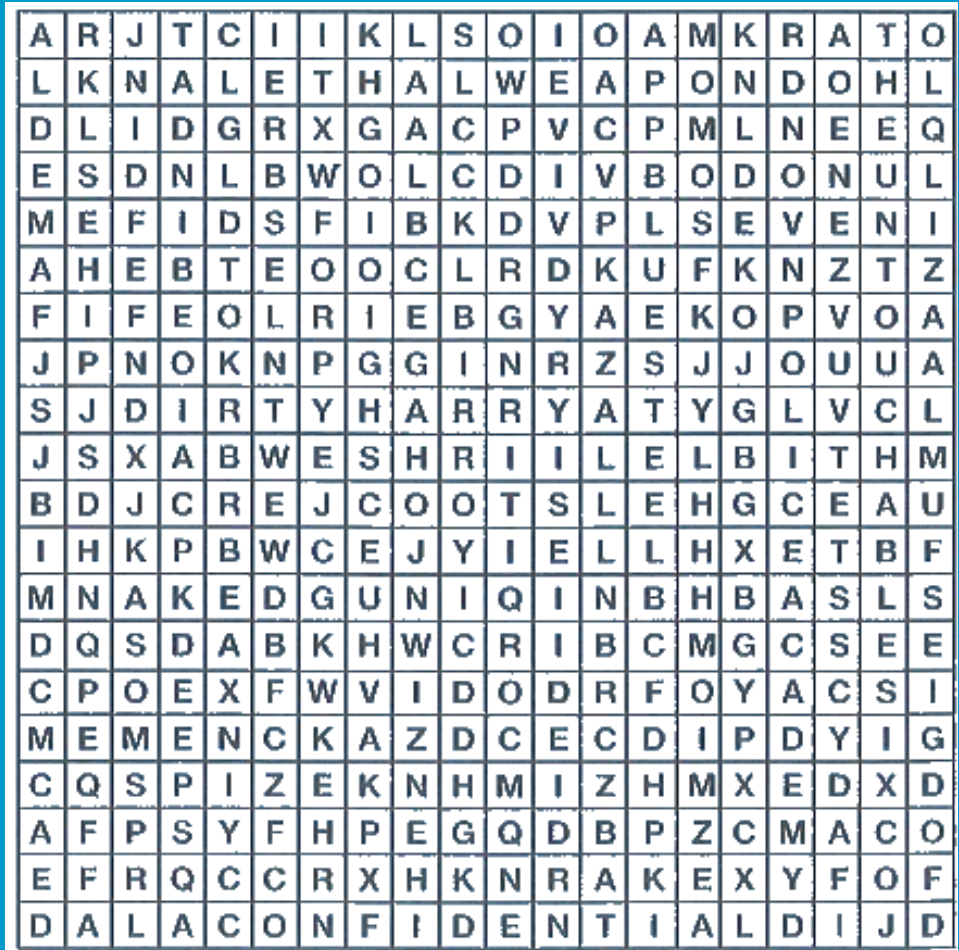 A R J T C I I K L S O I O A M K R A T O
L K N A L E T H A L W E A P O N D O H L
D L I D G R X G A C P V C P M L N E E Q
E S D N L B W O L C D I V B O D O N U L
M E F I D S F I B K D V P L S E V E N I
A H E B T E O O C L R D K U F K N Z T Z
F I F E O L R I E B G Y A E K O P V O A
J P N O K N P G G I N R Z S J J O U U A
S J D I R T Y H A R R Y A T Y G L V C L
J S X A B W E S H R I I L E L B I T H M
B D J C R E J C O O T S L E H G C E A U
I H K P B W C E J Y I E L L H X E T B F
M N A K E D G U N I Q I N B H B A S L S
D Q S D A B K H W C R I B C M G C S E E
C P O E X F W V I D O D R F O Y A C S I
M E M E N C K A Z D C E C D I P D Y I G
C Q S P I Z E K N H M I Z H M X E D X D
A F P S Y F H P E G Q D B P Z C M A C O
E F R Q C C R X H K N R A K E X Y F O F
D A L A C O N F I D E N T I A L D I J D